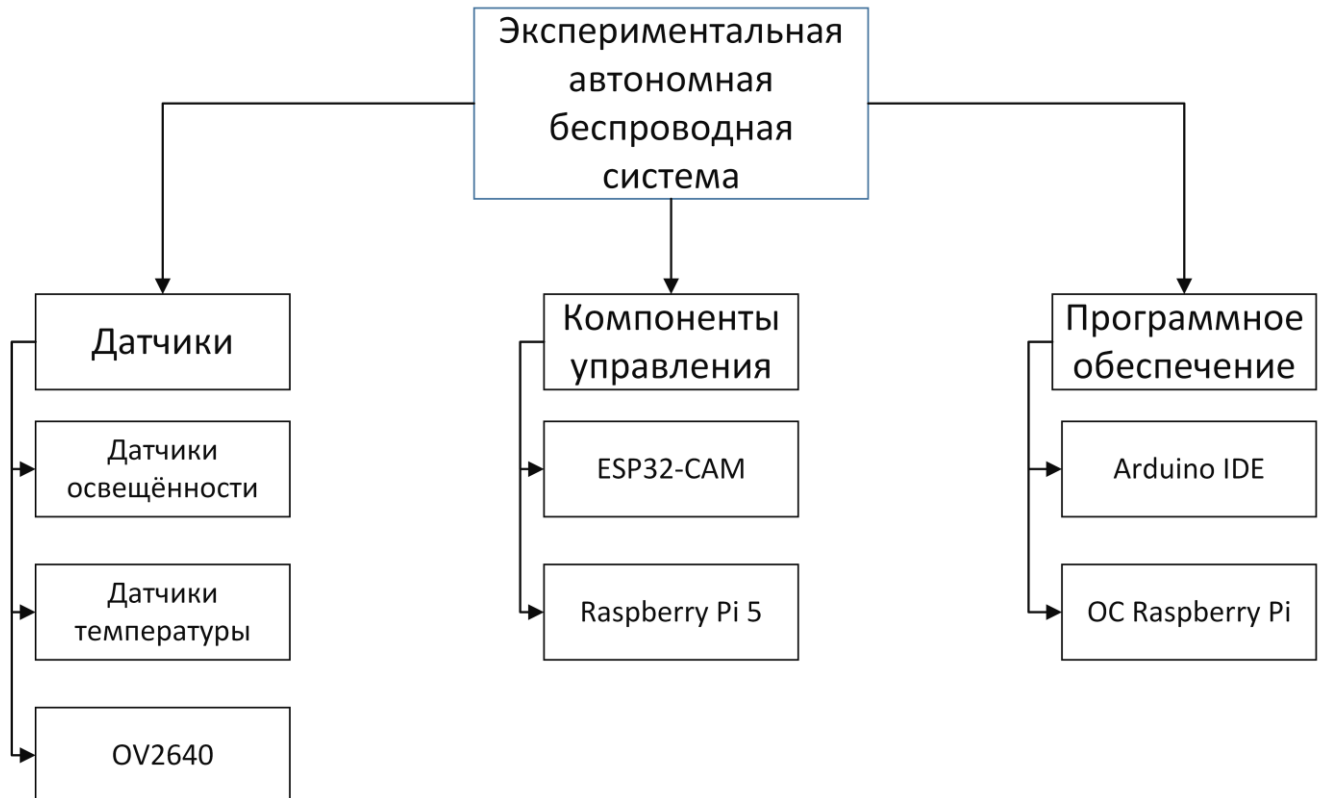 Экспериментальная
автономная
беспроводная
система
Датчики
Датчики
освещённости
Датчики
температуры
OV2640
Компоненты
управления
ESP32-CAM
Raspberry Pi 5
Программное
обеспечение
Arduino IDE
ОС Raspberry Pi